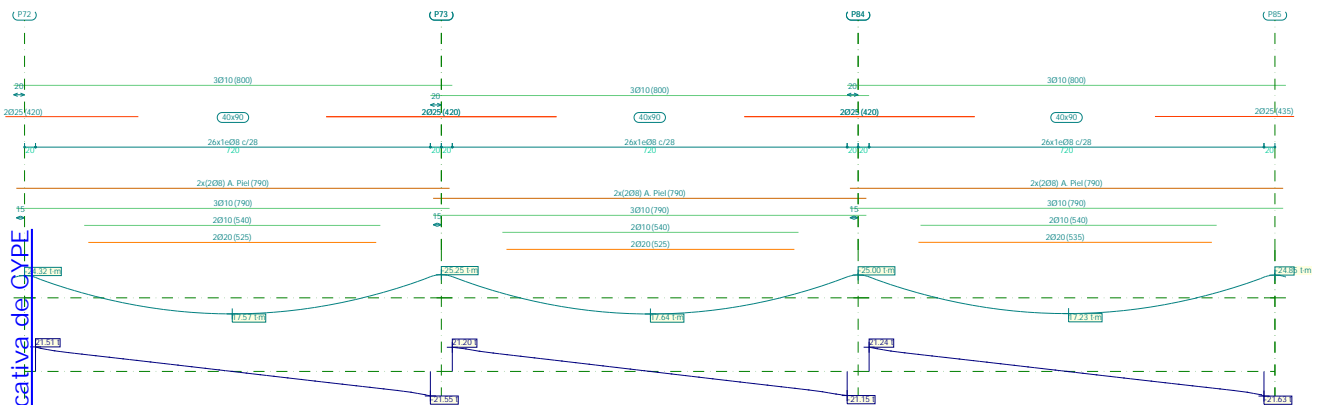 P72 P73 P84 P85
3Ø10(800) 3Ø10(800)
20 20
3Ø10(800)
20
2Ø25(420) 2Ø25(420) 2Ø25(420) 2Ø25(435)
40x90 40x90 40x90
26x1eØ8 c/28 26x1eØ8 c/28 26x1eØ8 c/28
20 720 20 20 720 20 20 720 20
2x(2Ø8) A. Piel (790) 2x(2Ø8) A. Piel (790)
2x(2Ø8) A. Piel (790)
3Ø10(790) 3Ø10(790)
15 3Ø10(790) 15
15
2Ø10(540) 2Ø10(540)
2Ø10(540)
2Ø20(525) 2Ø20(535)
2Ø20(525)
-24.32 t·m -25.25 t·m -25.00 t·m -24.85 t·m
17.57 t·m 17.64 t·m 17.23 t·m
21.51 t 21.20 t 21.24 t
-21.55 t -21.15 t -21.63 t
cativa de CYPE